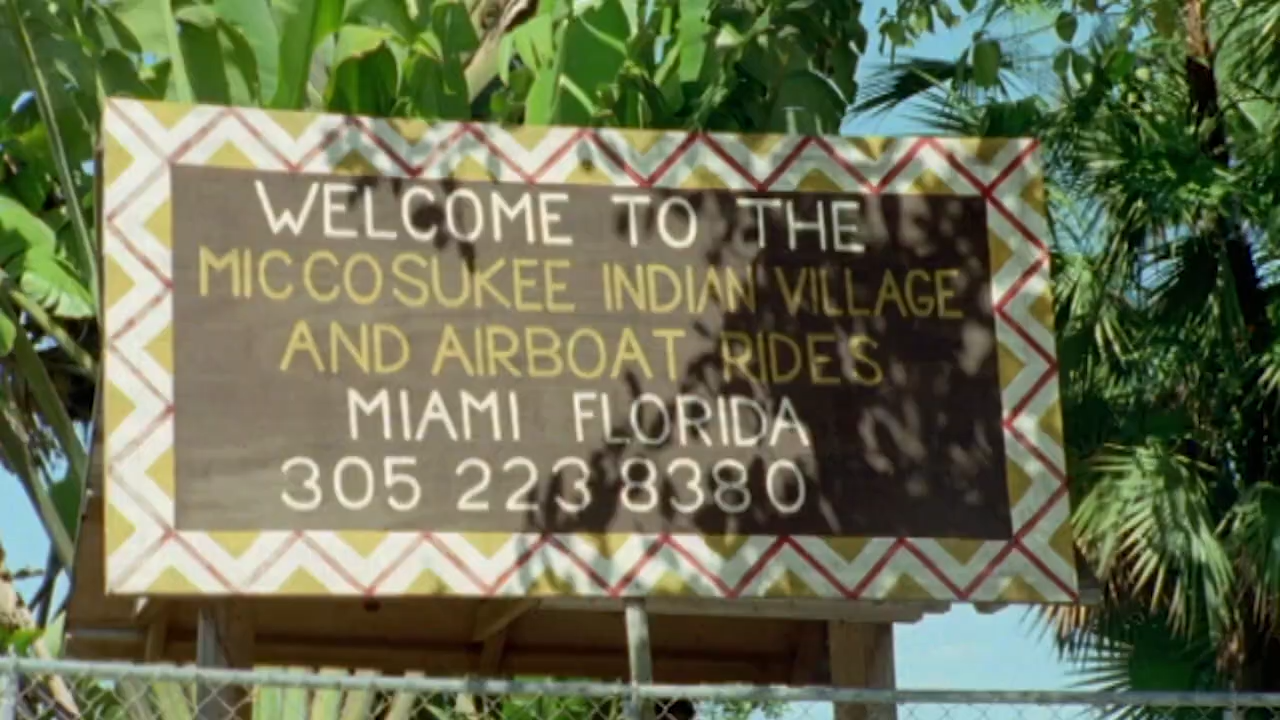 WELCOME TO THE
MICCOSUKEE INDIAN VILLAGE
AND AIRBOAT RIDES
MIAMI FLORIDA
305 223 8380